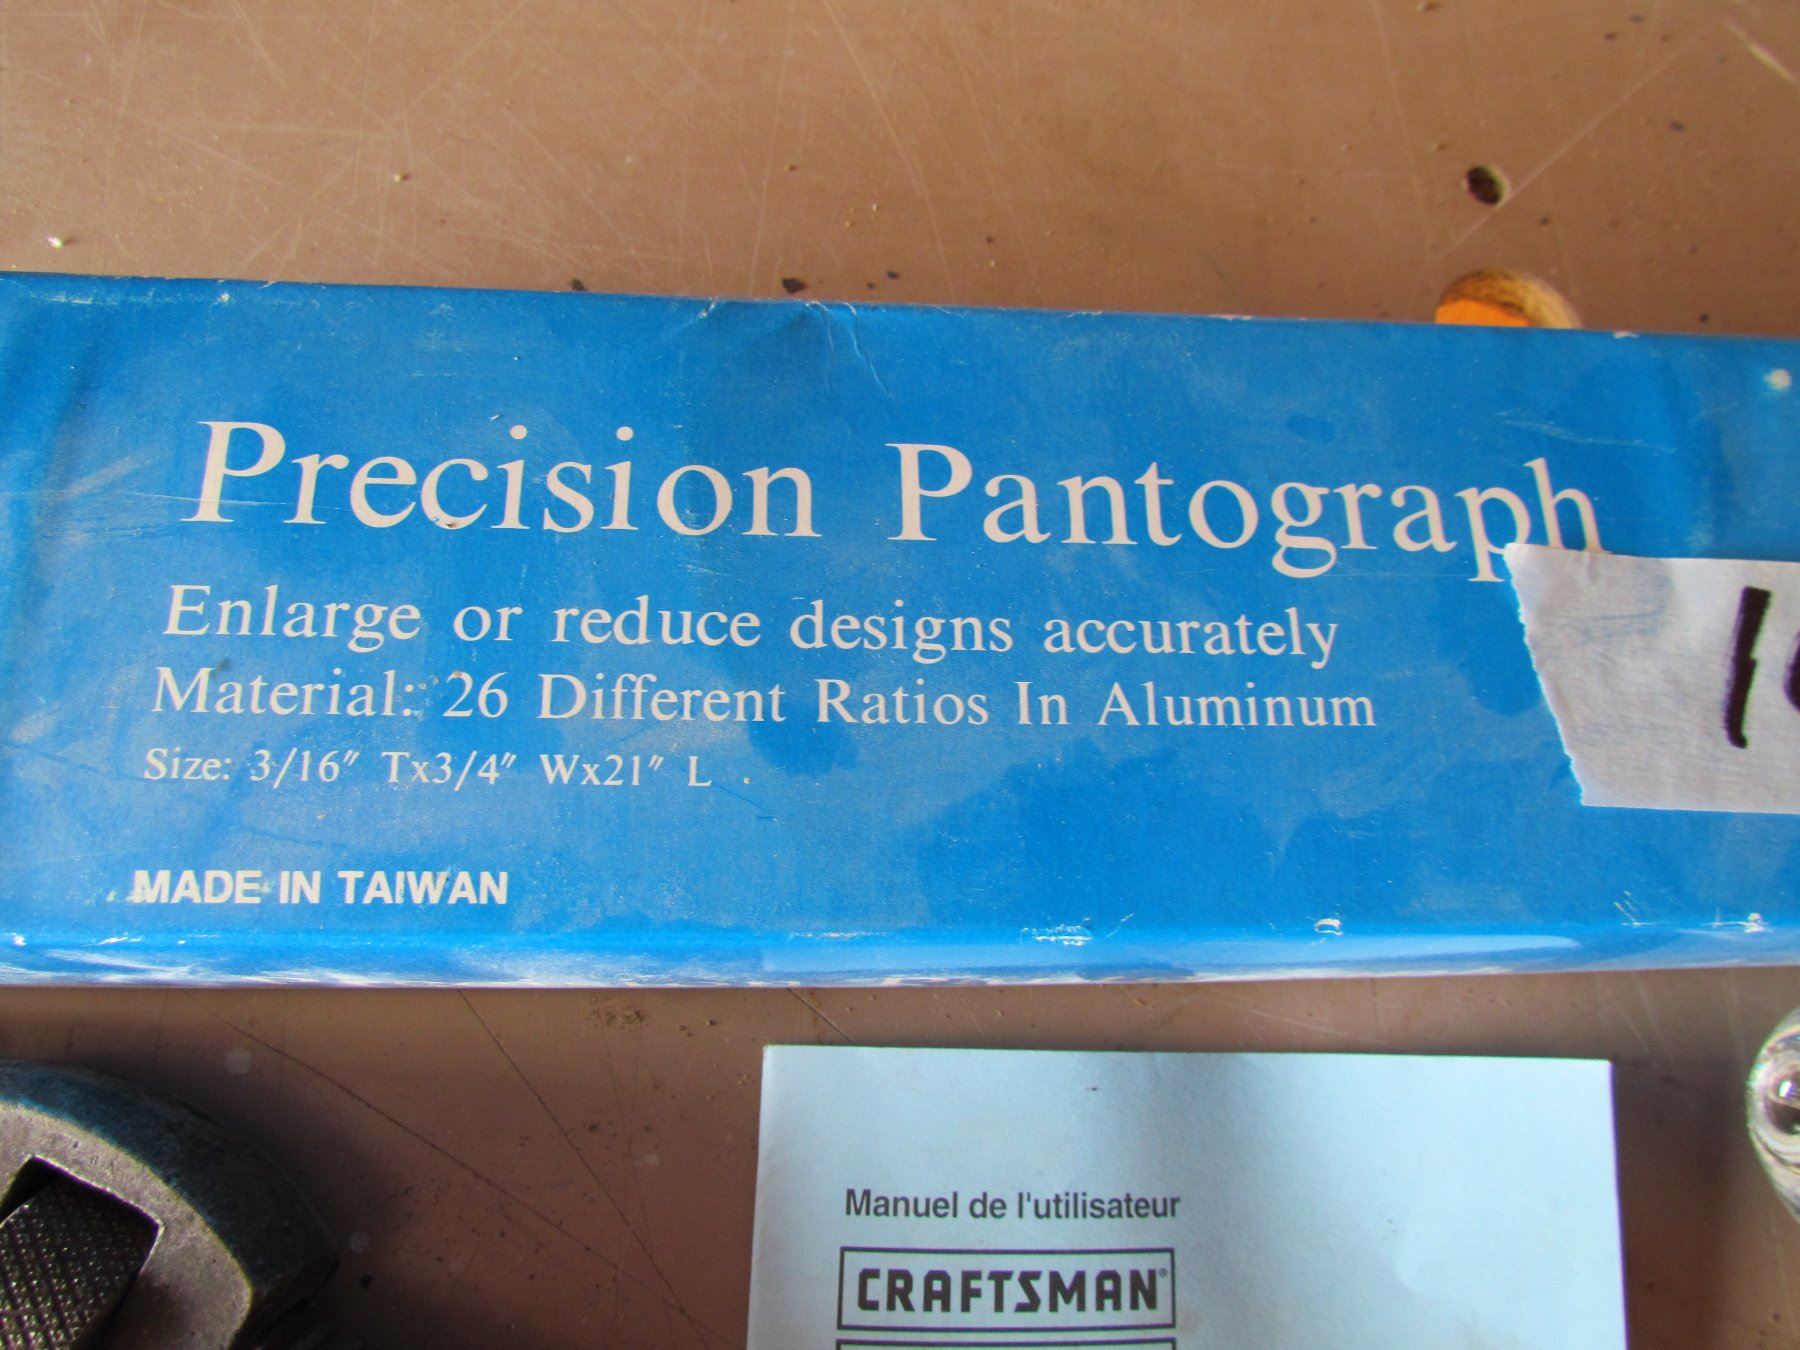 Precision Pantograph
Enlarge or reduce designs accurately
Material: 26 Different Ratios In Aluminum
Size: 3/16" Tx3/4" Wx21" L
MADE IN TAIWAN
Manuel de l'utilisateur
CRAFTSMAN®